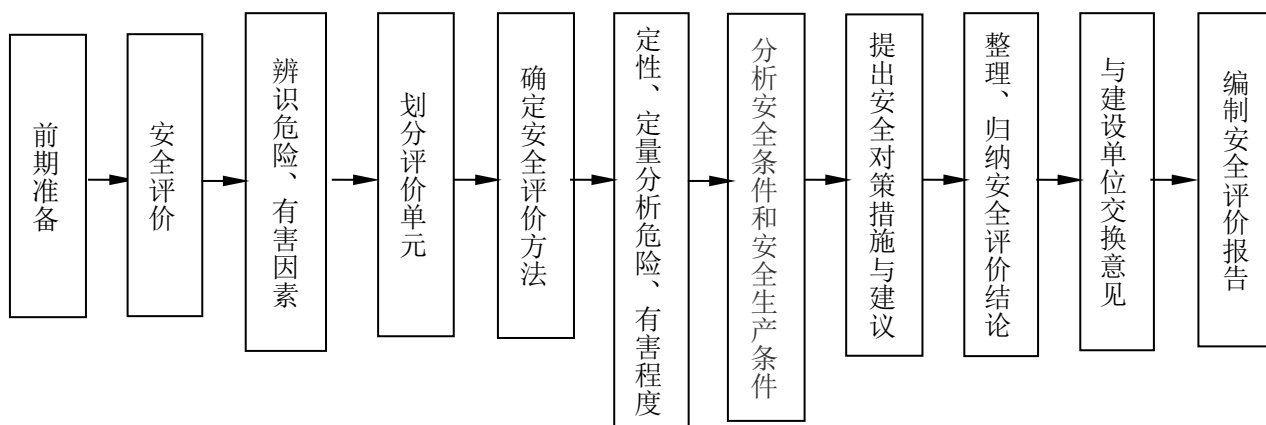 前期准备
安全评价
辨识危险、有害因素
划分评价单元
确定安全评价方法
定性、定量分析危险、有害程度
分析安全条件和安全生产条件
提出安全对策措施与建议
整理、归纳安全评价结论
与建设单位交换意见
编制安全评价报告